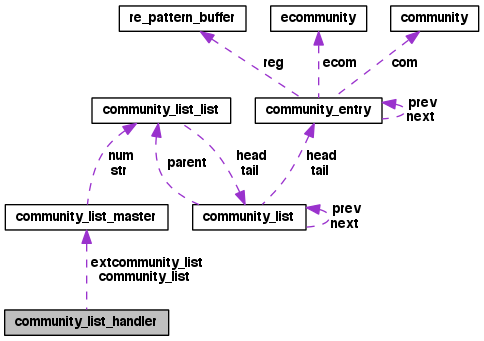 re_pattern_buffer
ecommunity
community
reg
ecom
com
community_list_list
community_entry
prev
next
num
str
parent
head
tail
head
tail
community_list_master
community_list
prev
next
extcommunity_list
community_list
community_list_handler